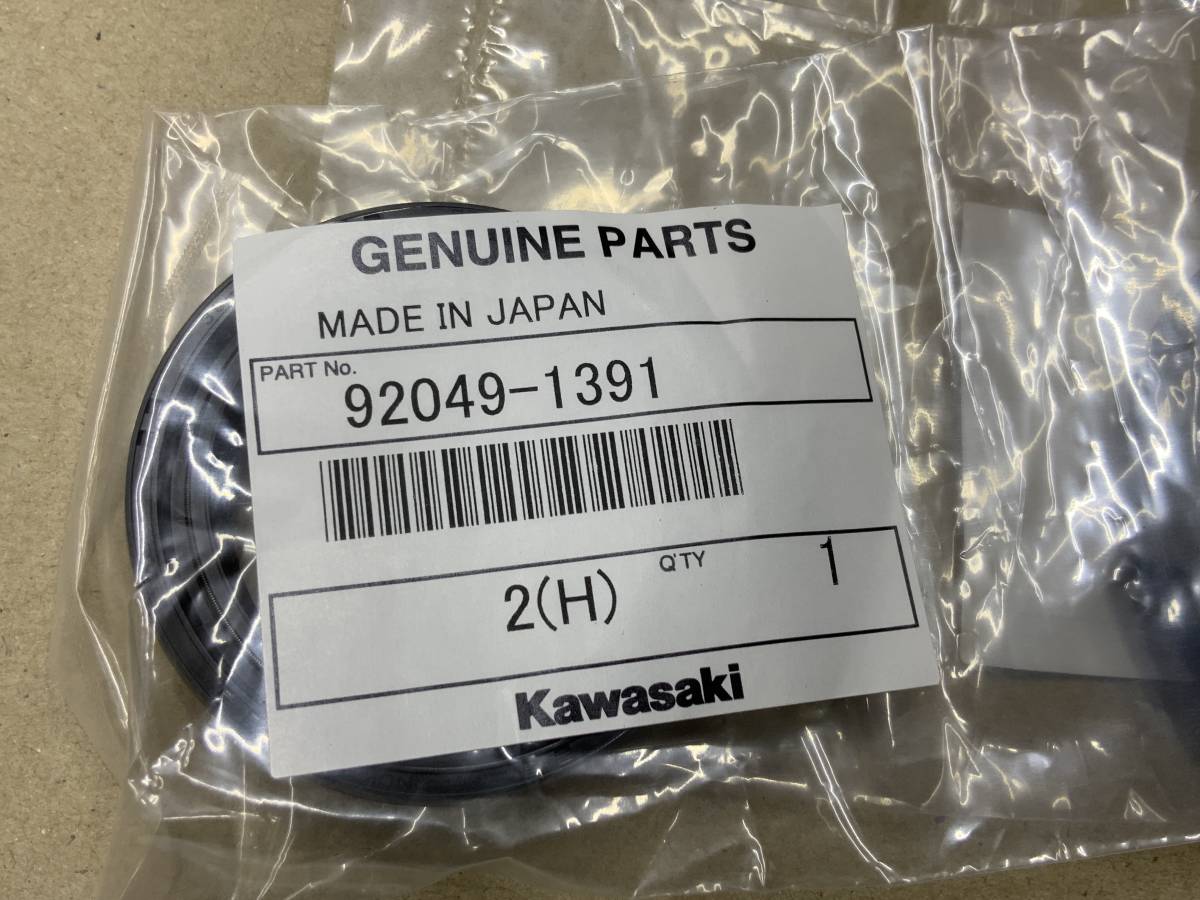 GENUINE PARTS
MADE IN JAPAN
PART No.
92049-1391
Q'TY
2(H) 1
Kawasaki